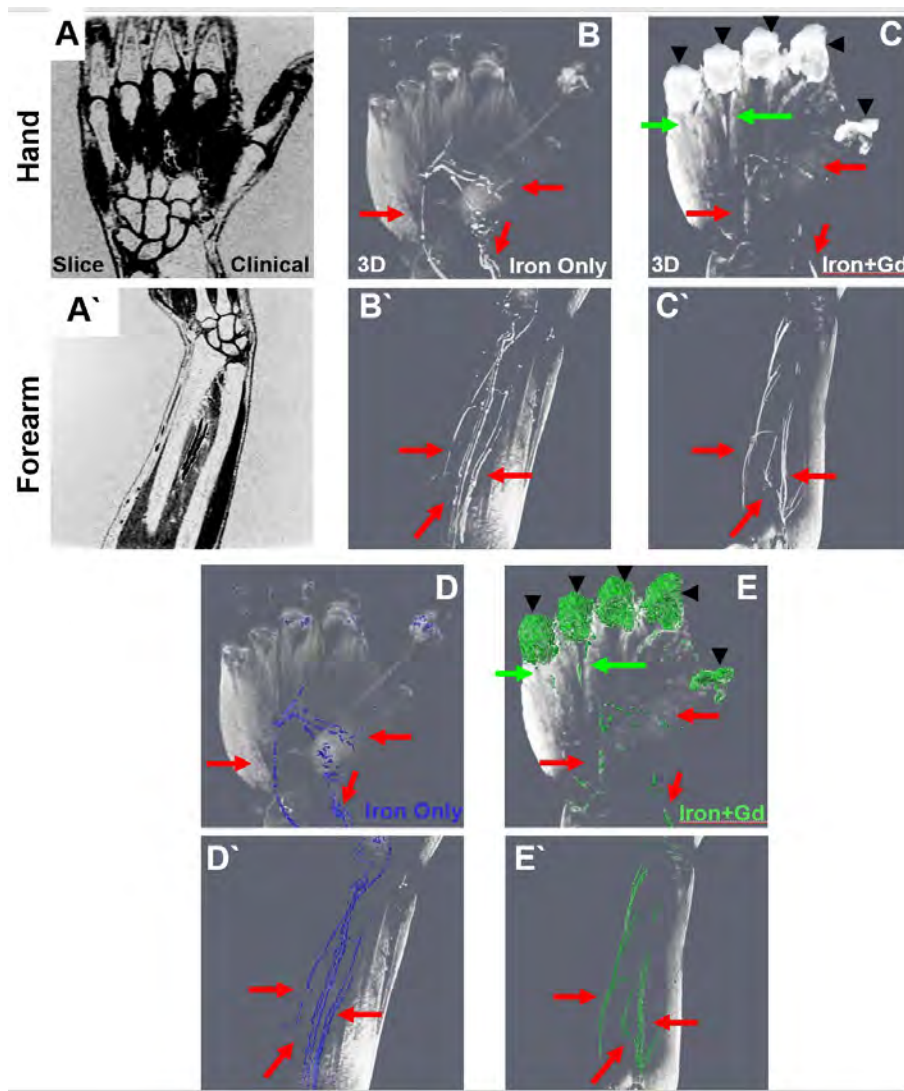 Hand
A
Slice
Clinical
B
3D
Iron Only
C
3D
Iron+Gd
Forearm
A`
B`
C`
D
Iron Only
E
Iron+Gd
D`
E`